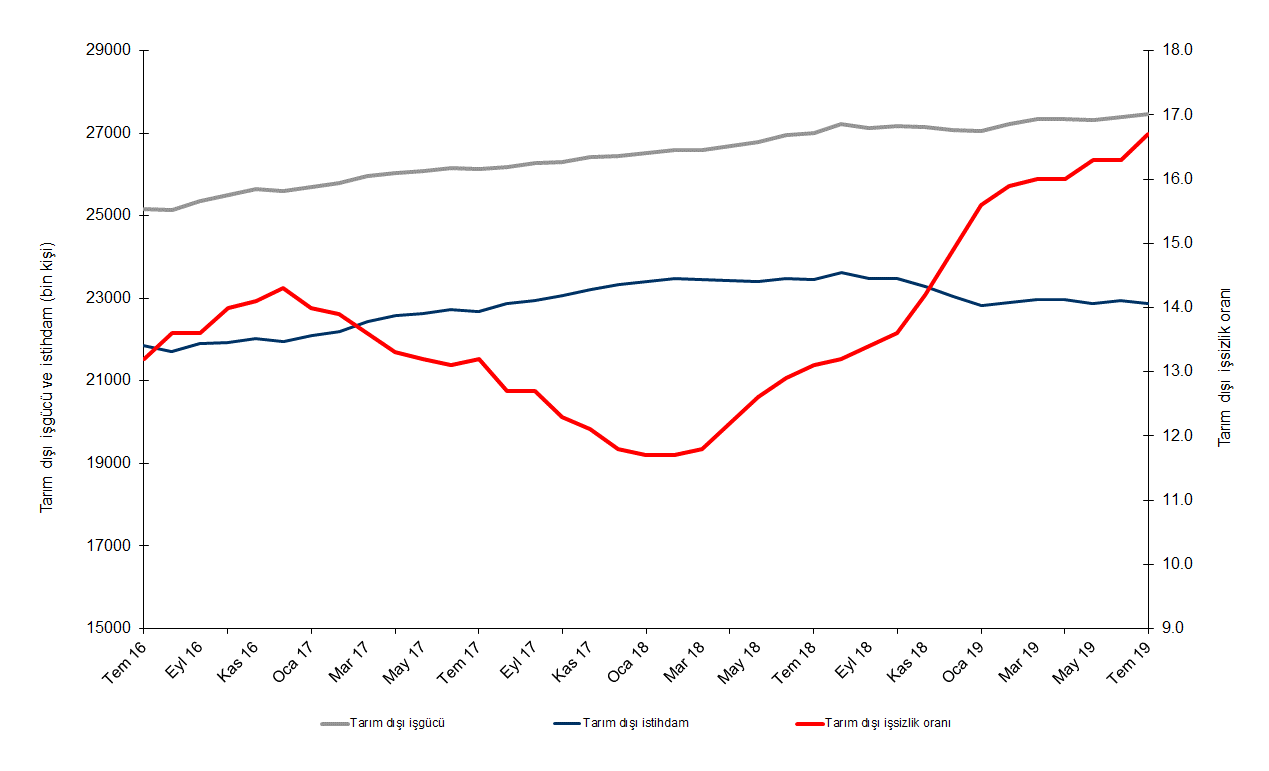 29000
27000
25000
23000
21000
19000
17000
15000
Tarım dışı işgücü ve istihdam (bin kişi)
18.0
17.0
16.0
15.0
14.0
13.0
12.0
11.0
10.0
9.0
Tarım dışı işsizlik oranı
Tem 16
Eyl 16
Kas 16
Oca 17
Mar 17
May 17
Tem 17
Eyl 17
Kas 17
Oca 18
Mar 18
May 18
Tem 18
Eyl 18
Kas 18
Oca 19
Mar 19
May 19
Tem 19
Tarım dışı işgücü
Tarım dışı istihdam
Tarım dışı işsizlik oranı